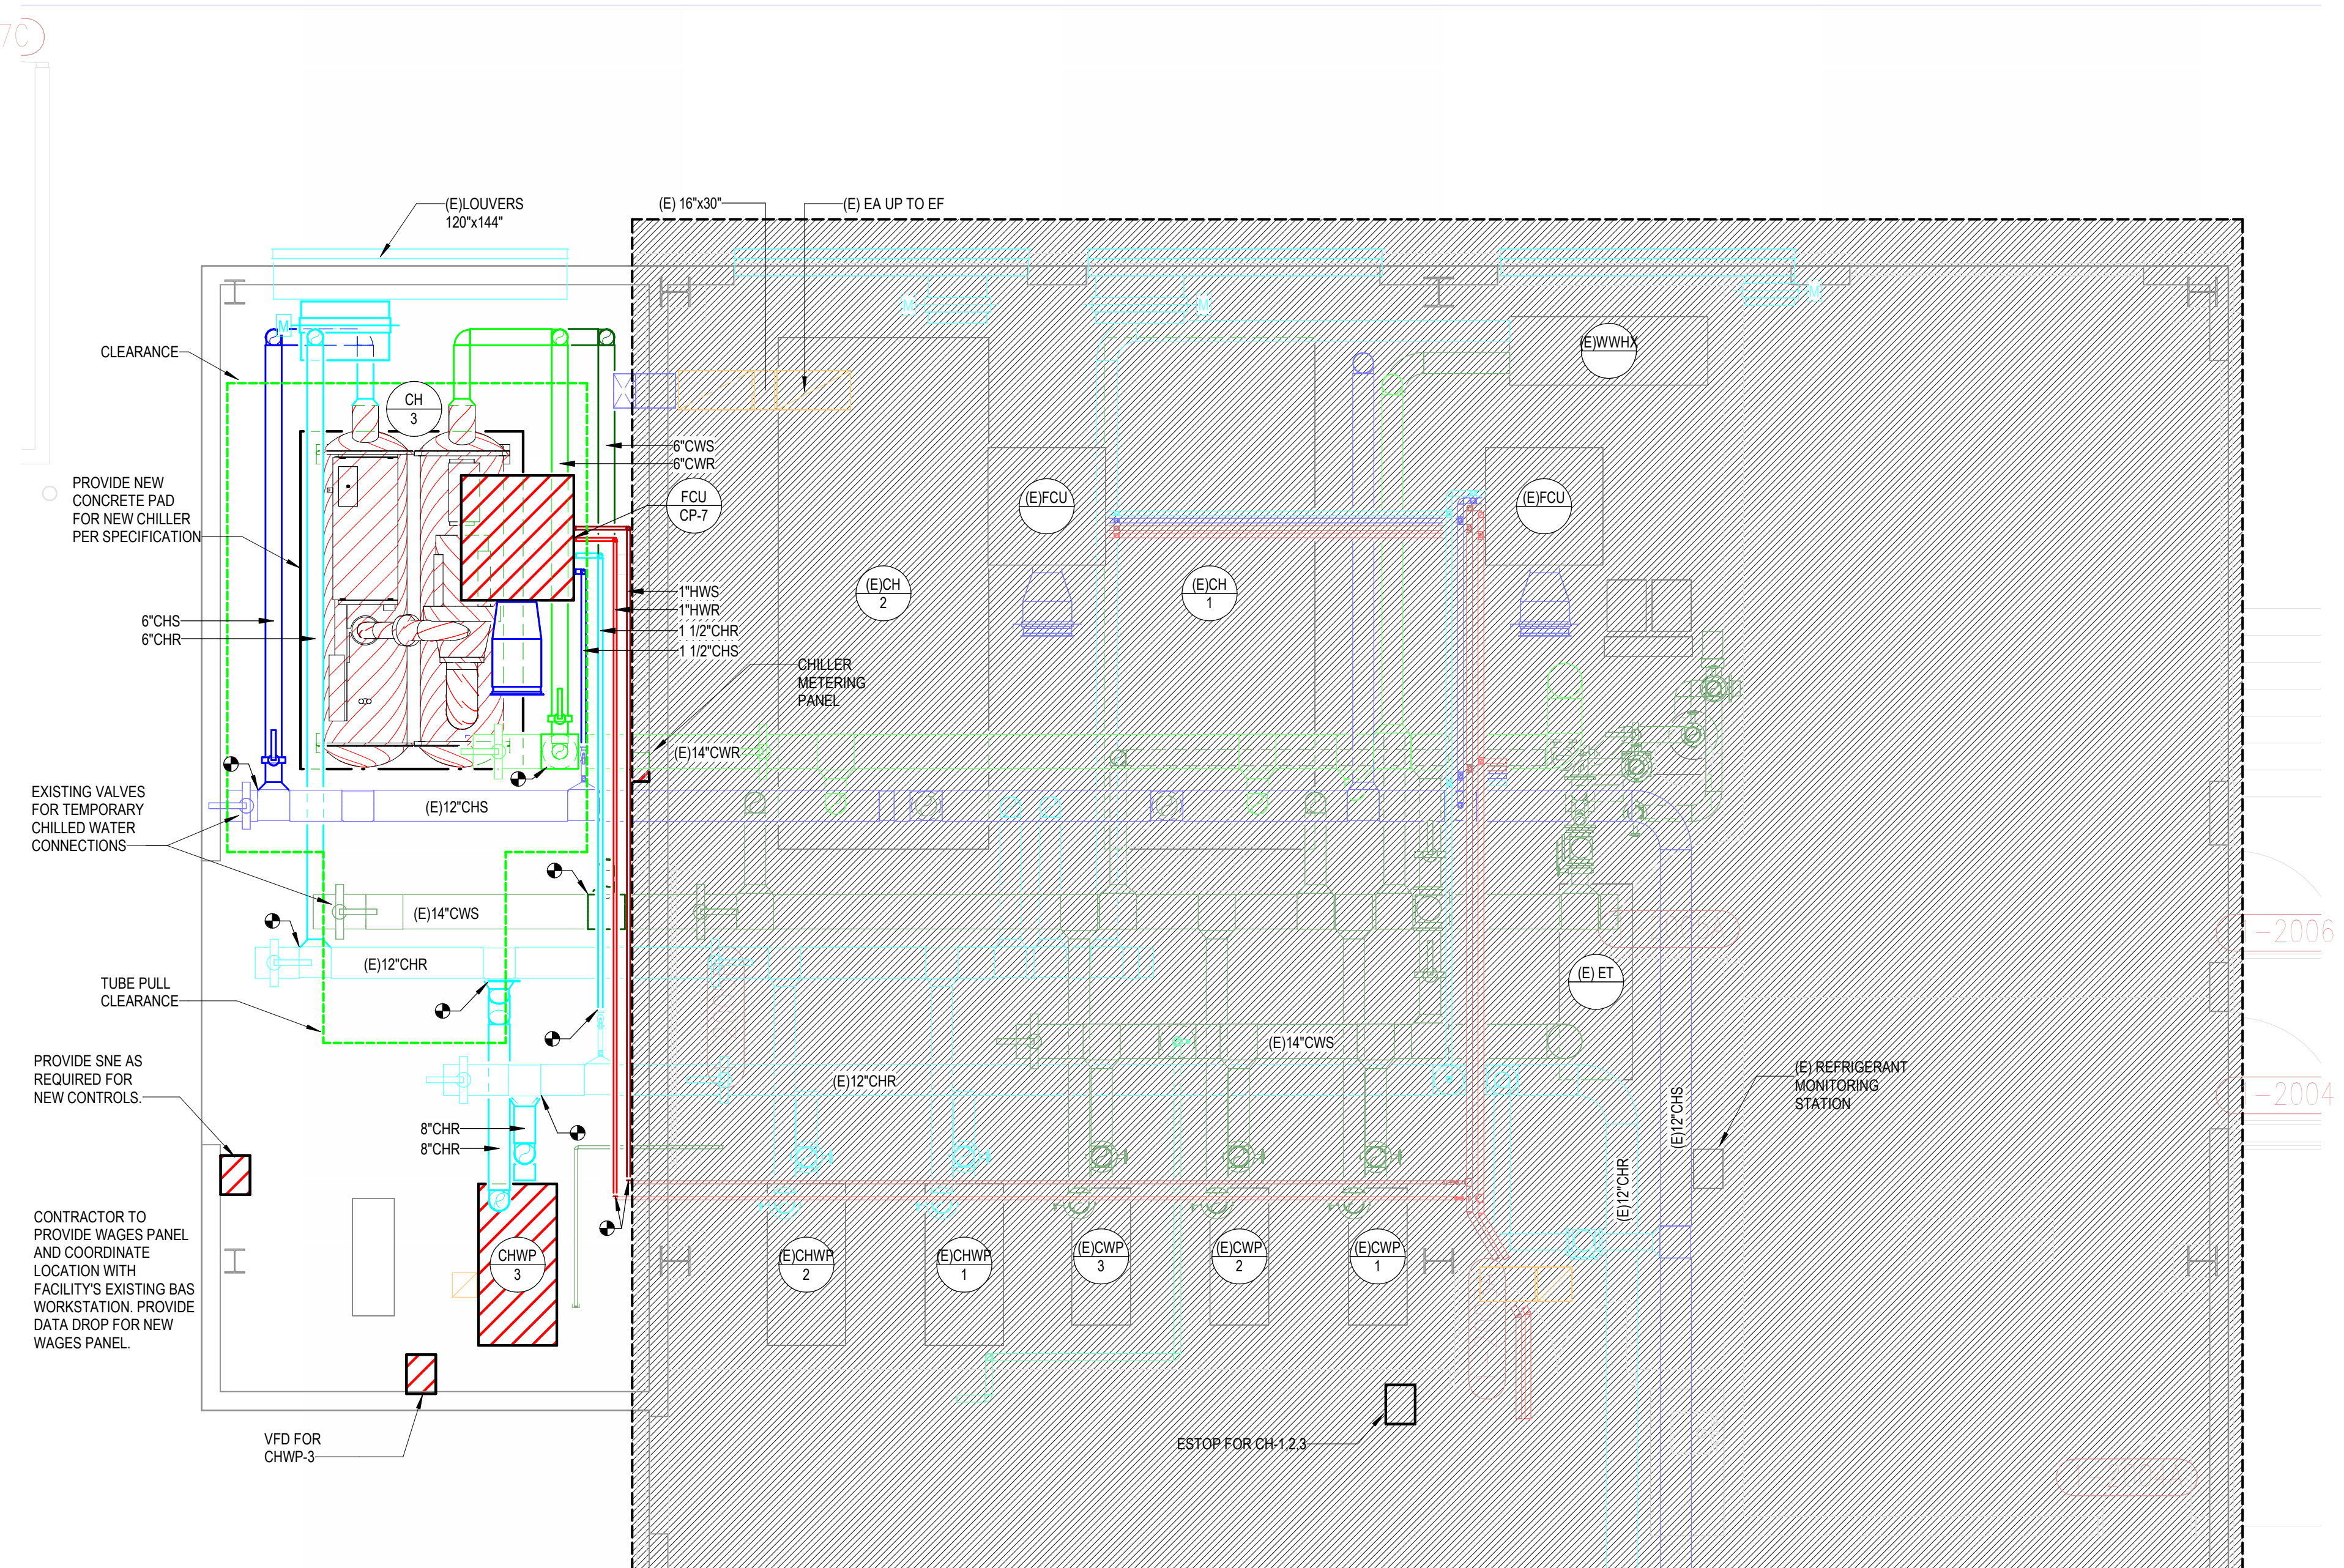 7C
(E)LOUVERS
120"x144"
(E) 16"x30"
(E) EA UP TO EF
M
M
M
M
CLEARANCE
CH
3
(E)WWHX
6"CWS
6"CWR
PROVIDE NEW
CONCRETE PAD
FOR NEW CHILLER
PER SPECIFICATION
FCU
CP-7
(E)FCU
(E)FCU
(E)CH
2
(E)CH
1
1"HWS
1"HWR
1 1/2"CHR
1 1/2"CHS
6"CHS
6"CHR
CHILLER
METERING
PANEL
(E)14"CWR
EXISTING VALVES
FOR TEMPORARY
CHILLED WATER
CONNECTIONS
(E)12"CHS
(E)14"CWS
-2006
(E)12"CHR
(E) ET
TUBE PULL
CLEARANCE
(E)14"CWS
PROVIDE SNE AS
REQUIRED FOR
NEW CONTROLS.
(E)12"CHR
(E) REFRIGERANT
MONITORING
STATION
-2004
(E)12"CHS
8"CHR
8"CHR
(E)12"CHR
CONTRACTOR TO
PROVIDE WAGES PANEL
AND COORDINATE
LOCATION WITH
FACILITY'S EXISTING BAS
WORKSTATION. PROVIDE
DATA DROP FOR NEW
WAGES PANEL.
CHWP
3
(E)CHWP
2
(E)CHWP
1
(E)CWP
3
(E)CWP
2
(E)CWP
1
VFD FOR
CHWP-3
ESTOP FOR CH-1,2,3